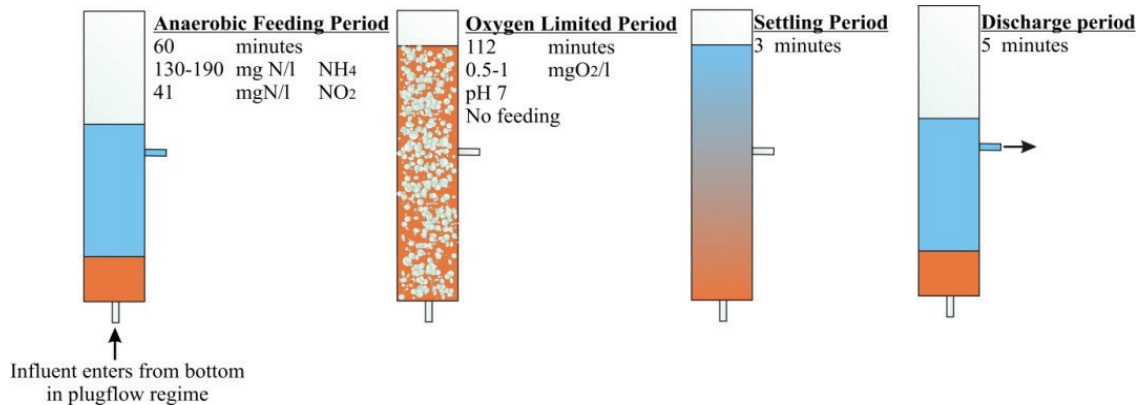 Anaerobic Feeding Period
60 minutes
130-190 mg N/l NH4
41 mgN/l NO2
Oxygen Limited Period
112 minutes
0.5-1 mgO2/l
pH 7
No feeding
Settling Period
3 minutes
Discharge period
5 minutes
Influent enters from bottom
in plugflow regime